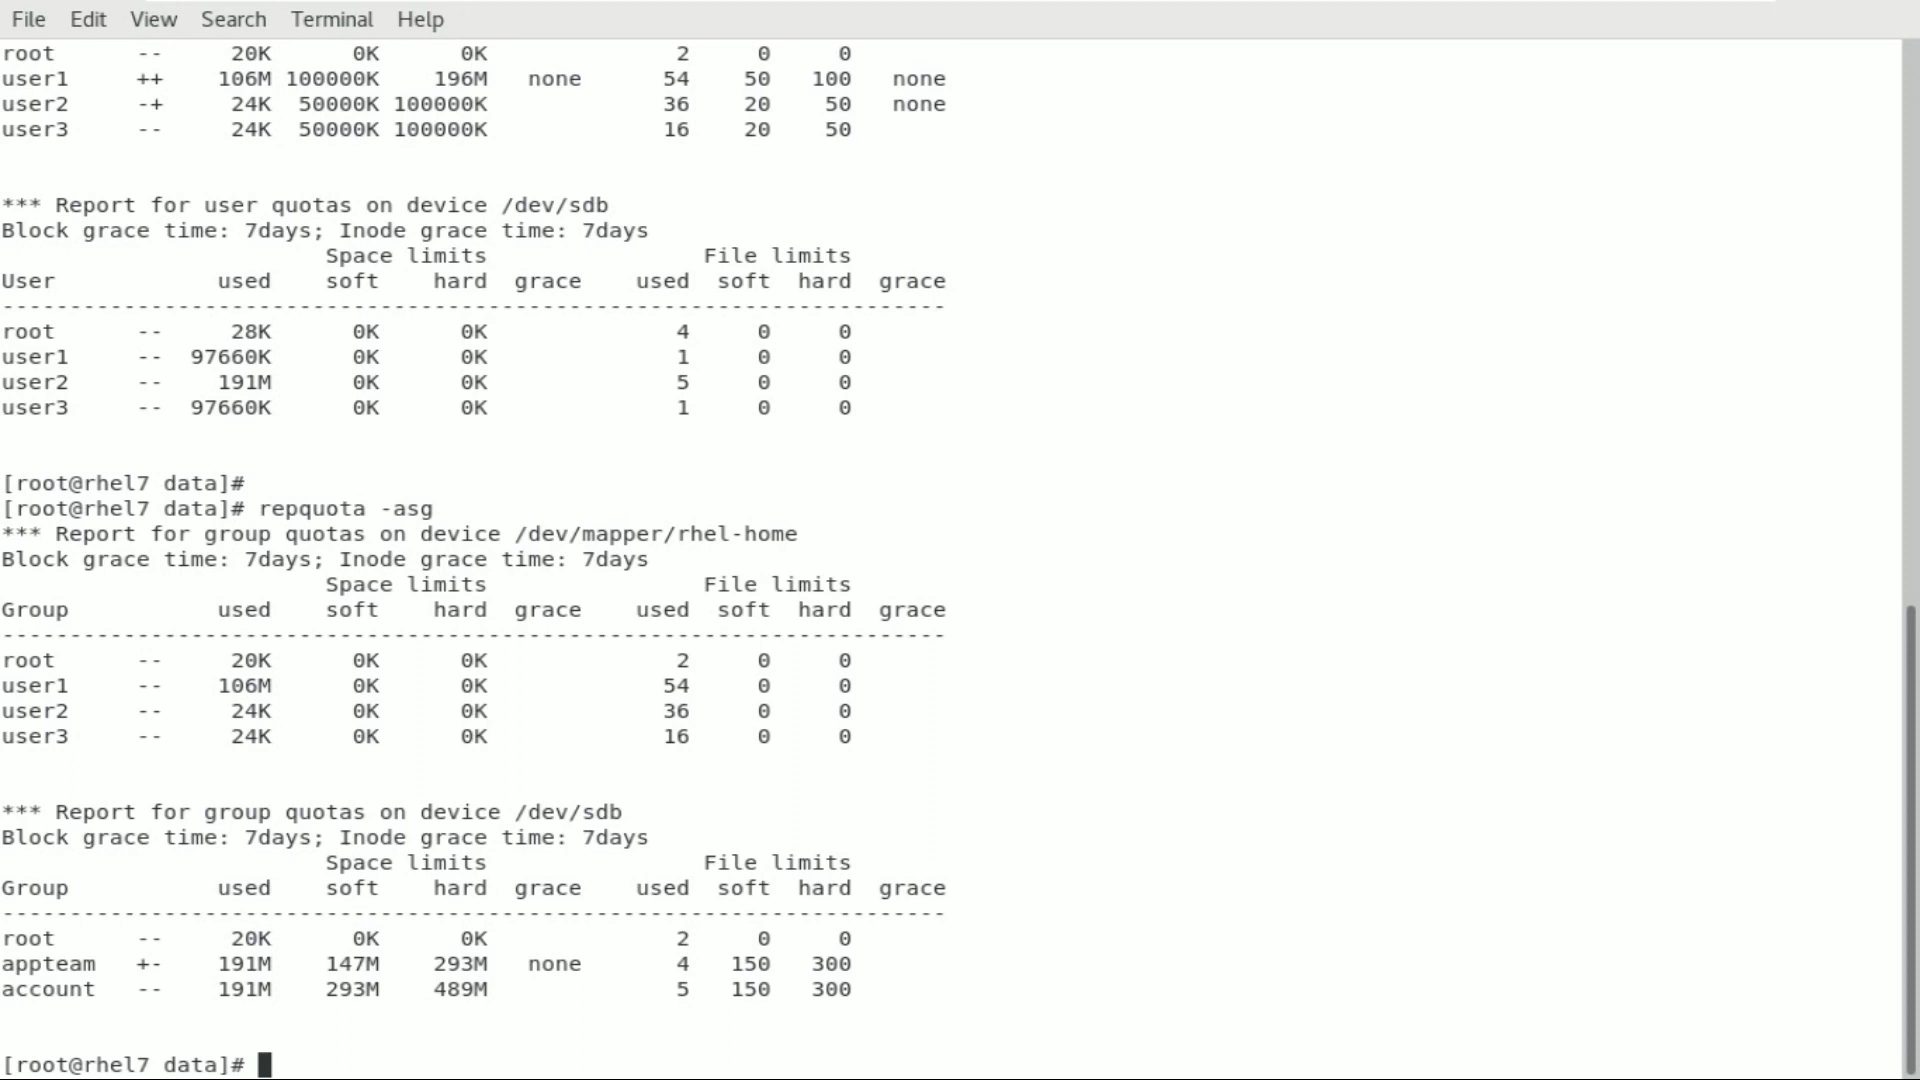 File Edit View Search Terminal Help
root      --     20K      0K      0K              2     0     0
user1     ++    106M 100000K    196M   none      54    50   100   none
user2     -+     24K  50000K 100000K             36    20    50   none
user3     --     24K  50000K 100000K             16    20    50
*** Report for user quotas on device /dev/sdb
Block grace time: 7days; Inode grace time: 7days
                        Space limits                File limits
User            used    soft    hard  grace    used  soft  hard  grace
----------------------------------------------------------------------
root      --     28K      0K      0K              4     0     0
user1     --  97660K      0K      0K              1     0     0
user2     --    191M      0K      0K              5     0     0
user3     --  97660K      0K      0K              1     0     0
[root@rhel7 data]#
[root@rhel7 data]# repquota -asg
*** Report for group quotas on device /dev/mapper/rhel-home
Block grace time: 7days; Inode grace time: 7days
                        Space limits                File limits
Group           used    soft    hard  grace    used  soft  hard  grace
----------------------------------------------------------------------
root      --     20K      0K      0K              2     0     0
user1     --    106M      0K      0K             54     0     0
user2     --     24K      0K      0K             36     0     0
user3     --     24K      0K      0K             16     0     0
*** Report for group quotas on device /dev/sdb
Block grace time: 7days; Inode grace time: 7days
                        Space limits                File limits
Group           used    soft    hard  grace    used  soft  hard  grace
----------------------------------------------------------------------
root      --     20K      0K      0K              2     0     0
appteam   +-    191M    147M    293M   none       4   150   300
account   --    191M    293M    489M              5   150   300
[root@rhel7 data]#